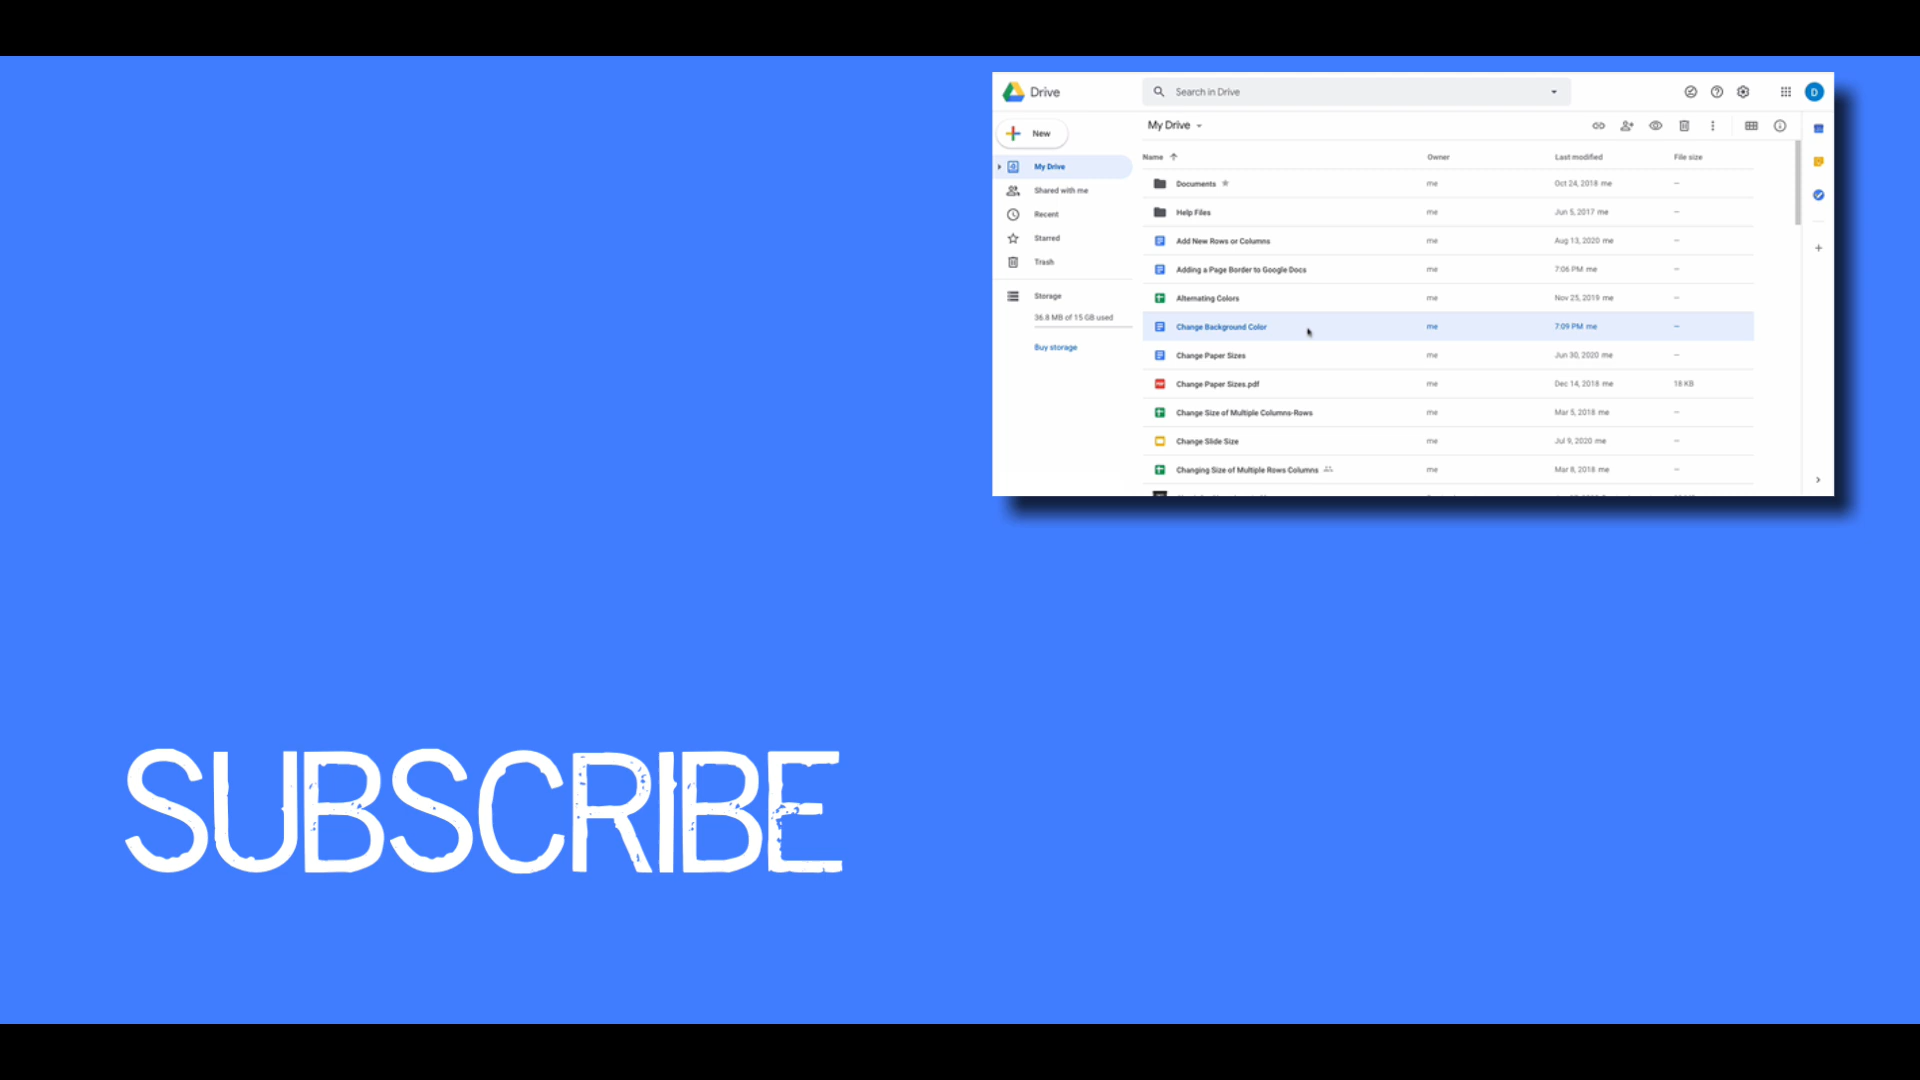 Drive
Search in Drive
D
New
My Drive
My Drive
Shared with me
Recent
Starred
Trash
Storage
36.8 MB of 15 GB used
Buy storage
Name Owner Last modified File size
Documents me Oct 24, 2018 me –
Help Files me Jun 5, 2017 me –
Add New Rows or Columns me Aug 13, 2020 me –
Adding a Page Border to Google Docs me 7:06 PM me –
Alternating Colors me Nov 25, 2019 me –
Change Background Color me 7:09 PM me –
Change Paper Sizes me Jun 30, 2020 me –
Change Paper Sizes.pdf me Dec 14, 2018 me 18 KB
Change Size of Multiple Columns-Rows me Mar 5, 2018 me –
Change Slide Size me Jul 9, 2020 me –
Changing Size of Multiple Rows Columns me Mar 8, 2018 me –
SUBSCRIBE